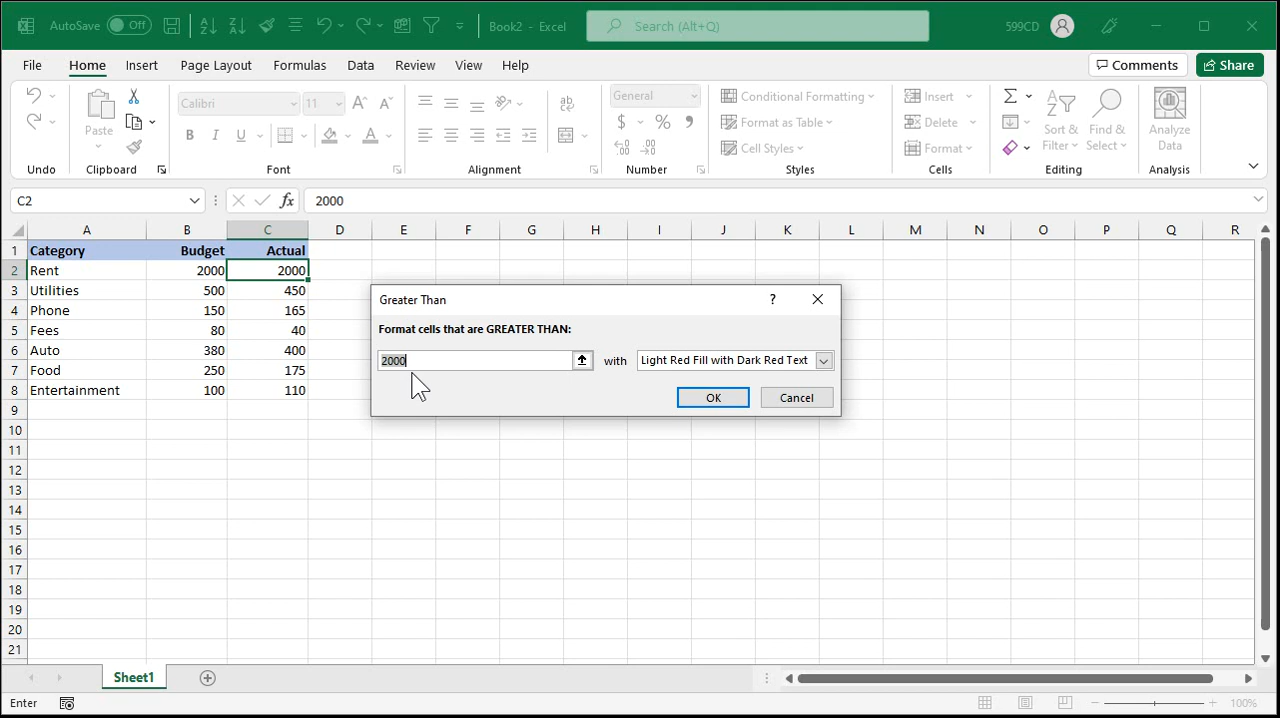 AutoSave Off Book2 - Excel Search (Alt+Q) 599CD
File Home Insert Page Layout Formulas Data Review View Help Comments Share
Calibri 11 General Conditional Formatting Insert
Paste B I U A $ % Format as Table Delete Sort & Find & Analyze
Cell Styles Format Filter Select Data
Undo Clipboard Font Alignment Number Styles Cells Editing Analysis
C2 fx 2000
A B C D E F G H I J K L M N O P Q R
1 Category Budget Actual
2 Rent 2000 2000
3 Utilities 500 450
4 Phone 150 165
5 Fees 80 40
6 Auto 380 400
7 Food 250 175
8 Entertainment 100 110
9
10
11
12
13
14
15
16
17
18
19
20
21
Greater Than ?
Format cells that are GREATER THAN:
2000 with Light Red Fill with Dark Red Text
OK Cancel
Sheet1
Enter 100%